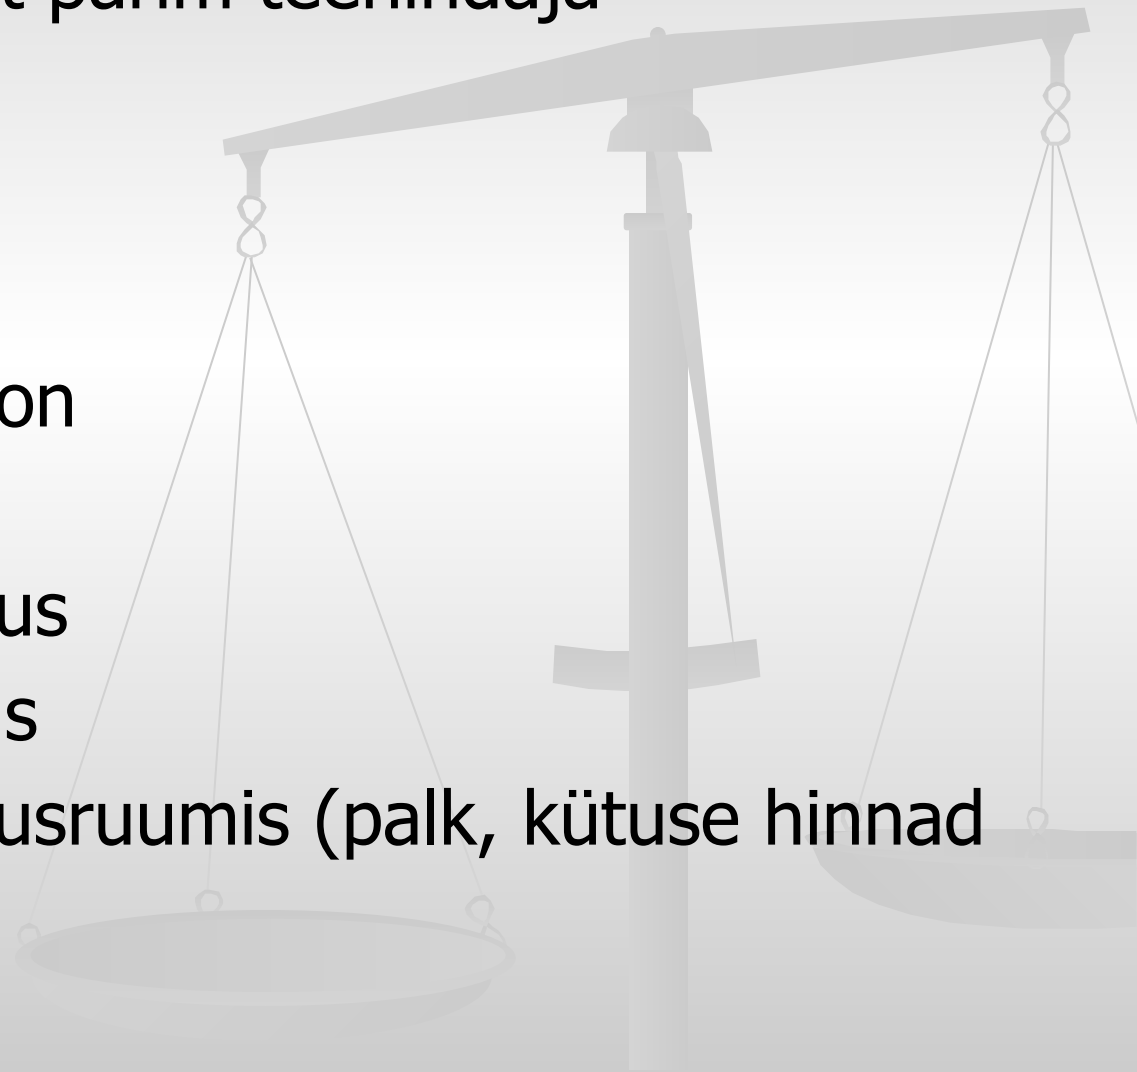 t parim teenindaja
on
us
s
usruumis (palk, kütuse hinnad